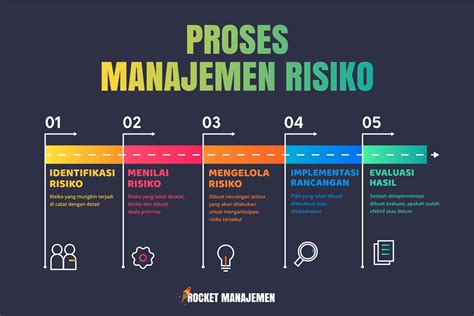 PROSES
MANAJEMEN RISIKO
01
02
03
04
05
IDENTIFIKASI
RISIKO
Risiko yang mungkin terjadi
di catat dengan detail
MENILAI
RISIKO
Risiko yang telah dicatat,
dan dibuat
skala prioritas
MENGELOLA
RISIKO
Dibuat rancangan action
yang akan dilakukan
untuk mengantisipasi
risiko tersebut
IMPLEMENTASI
RANCANGAN
Plan yang telah dibuat
dieksekusi atau
dilaksanakan
EVALUASI
HASIL
Setelah diimplementasi
dibuat evaluasi, apakah sudah
efektif atau belum
ROCKET MANAJEMEN